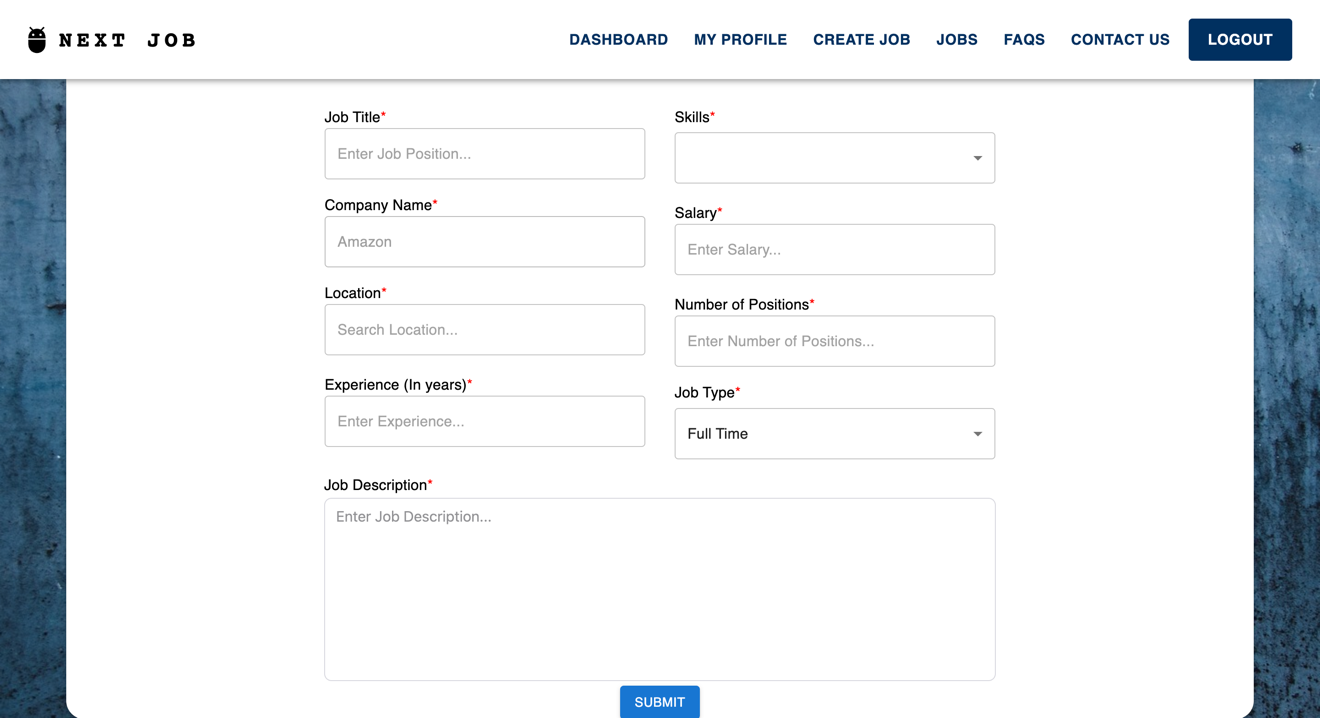 NEXT JOB
DASHBOARD MY PROFILE CREATE JOB JOBS FAQS CONTACT US LOGOUT
Job Title*
Enter Job Position...
Company Name*
Amazon
Location*
Search Location...
Experience (In years)*
Enter Experience...
Skills*
Salary*
Enter Salary...
Number of Positions*
Enter Number of Positions...
Job Type*
Full Time
Job Description*
Enter Job Description...
SUBMIT